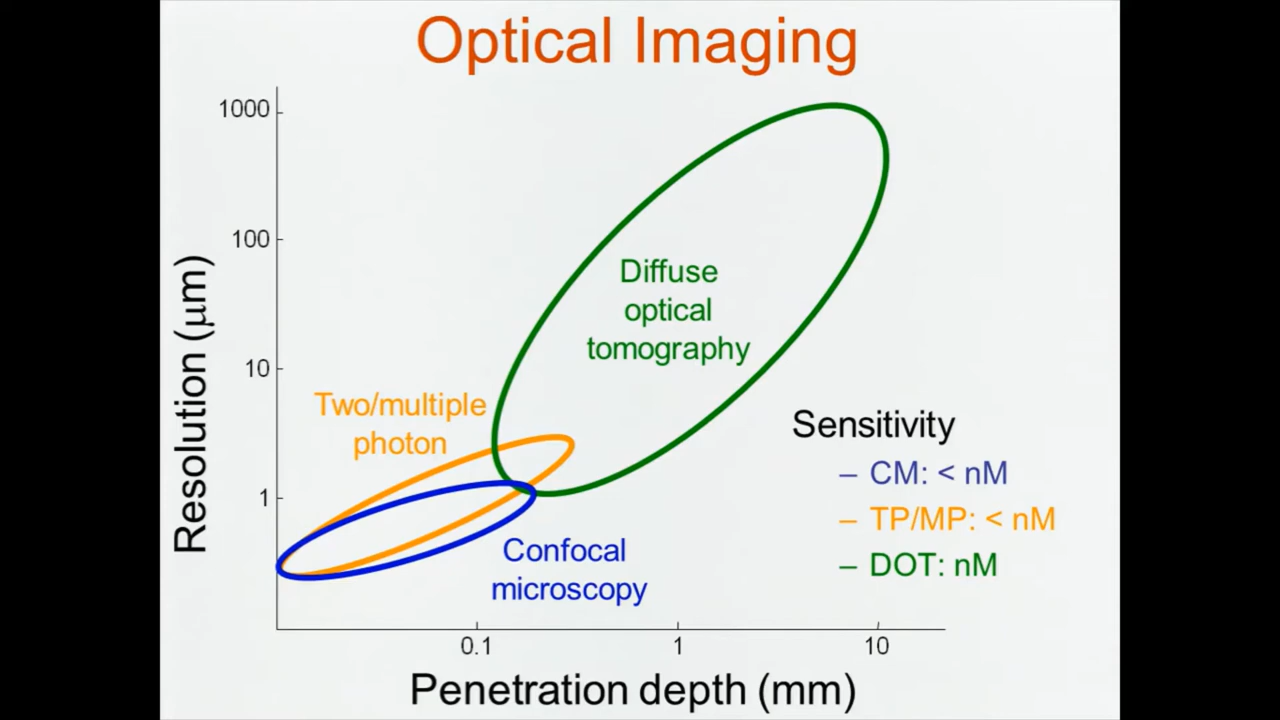 Optical Imaging
1000
100
10
1
Resolution (μm)
Diffuse
optical
tomography
Two/multiple
photon
Confocal
microscopy
Sensitivity
– CM: < nM
– TP/MP: < nM
– DOT: nM
0.1
1
10
Penetration depth (mm)